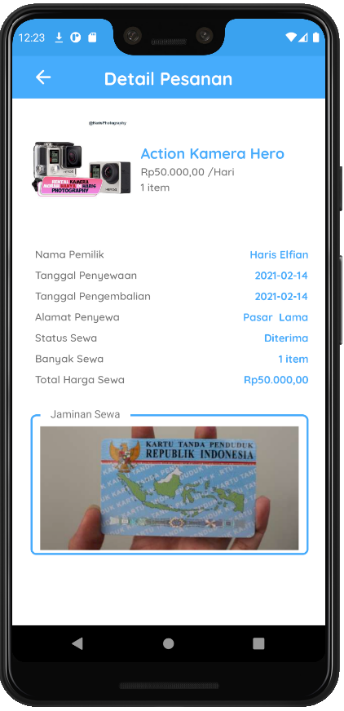 12:23
Detail Pesanan
Action Kamera Hero
Rp50.000,00 /Hari
1 item
PHOTOGRAPHY
Nama Pemilik Haris Elfian
Tanggal Penyewaan 2021-02-14
Tanggal Pengembalian 2021-02-14
Alamat Penyewa Pasar Lama
Status Sewa Diterima
Banyak Sewa 1 item
Total Harga Sewa Rp50.000,00
Jaminan Sewa
KARTU TANDA PENDUDUK
REPUBLIK INDONESIA